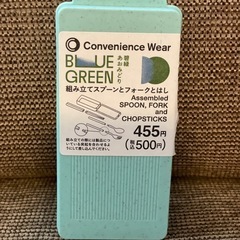 Convenience Wear
BLUE
GREEN
碧緑
あおみどり
組み立てスプーンとフォークとはし
Assembled
SPOON, FORK
and
CHOPSTICKS
455円
(税込500円)